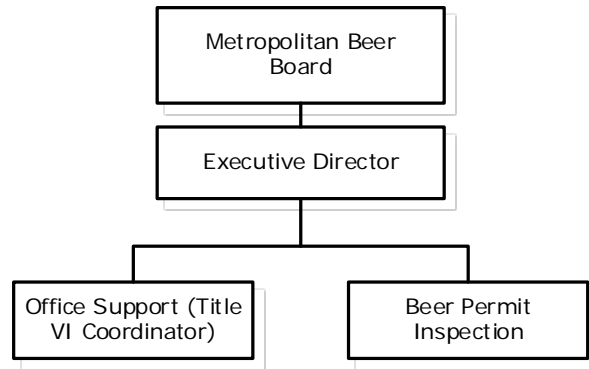 Metropolitan Beer
Board
Executive Director
Office Support (Title
VI Coordinator)
Beer Permit
Inspection